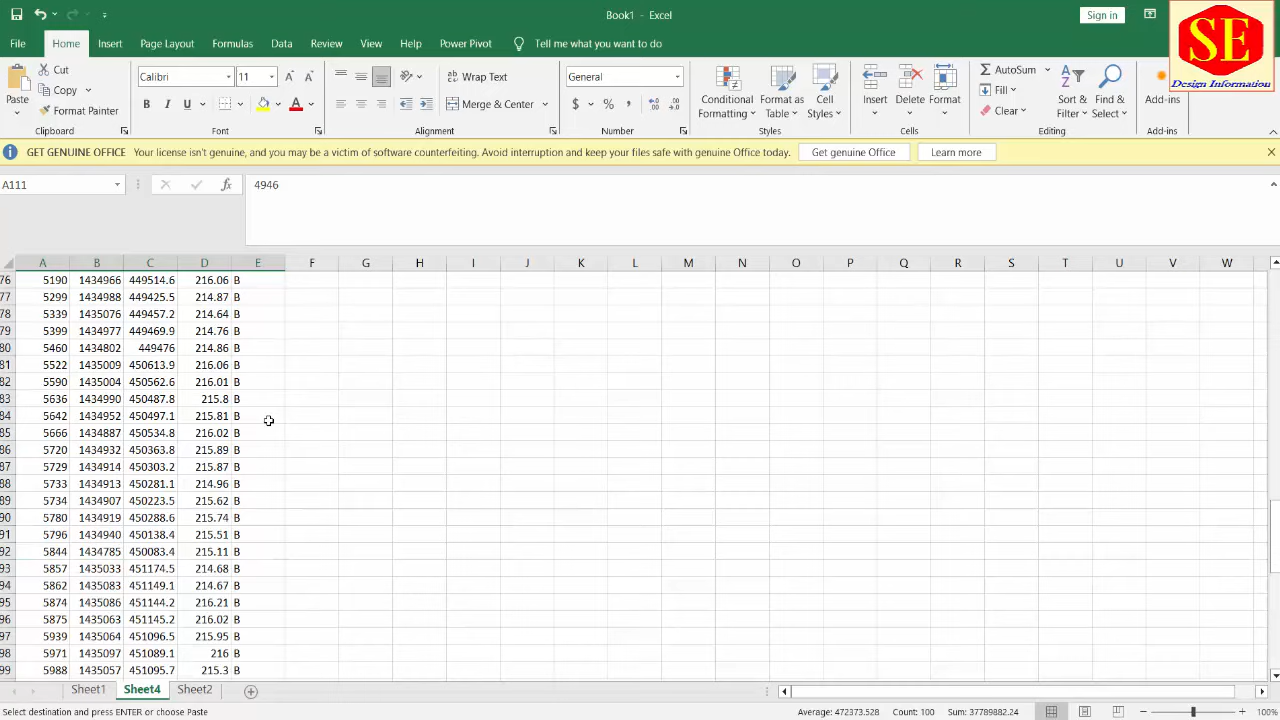 Book1 - Excel
Sign in
SE
Design Information
File Home Insert Page Layout Formulas Data Review View Help Power Pivot Tell me what you want to do
Paste
Cut
Copy
Format Painter
Clipboard
Calibri 11
B I U
Font
Wrap Text
Merge & Center
Alignment
General
$ % ,
Number
Conditional Formatting
Format as Table
Cell Styles
Styles
Insert Delete Format
Cells
AutoSum
Fill
Clear
Sort & Filter
Find & Select
Editing
Add-ins
Add-ins
GET GENUINE OFFICE Your license isn't genuine, and you may be a victim of software counterfeiting. Avoid interruption and keep your files safe with genuine Office today. Get genuine Office Learn more
A111 fx 4946
A B C D E F G H I J K L M N O P Q R S T U V W
76 5190 1434966 449514.6 216.06 B
77 5299 1434988 449425.5 214.87 B
78 5339 1435076 449457.2 214.64 B
79 5399 1434977 449469.9 214.76 B
80 5460 1434802 449476 214.86 B
81 5522 1435009 450613.9 216.06 B
82 5590 1435004 450562.6 216.01 B
83 5636 1434990 450487.8 215.8 B
84 5642 1434952 450497.1 215.81 B
85 5666 1434887 450534.8 216.02 B
86 5720 1434932 450363.8 215.89 B
87 5729 1434914 450303.2 215.87 B
88 5733 1434913 450281.1 214.96 B
89 5734 1434907 450223.5 215.62 B
90 5780 1434919 450288.6 215.74 B
91 5796 1434940 450138.4 215.51 B
92 5844 1434785 450083.4 215.11 B
93 5857 1435033 451174.5 214.68 B
94 5862 1435083 451149.1 214.67 B
95 5874 1435086 451144.2 216.21 B
96 5875 1435063 451145.2 216.02 B
97 5939 1435064 451096.5 215.95 B
98 5971 1435097 451089.1 216 B
99 5988 1435057 451095.7 215.3 B
Sheet1 Sheet4 Sheet2
Select destination and press ENTER or choose Paste Average: 472373.528 Count: 100 Sum: 37789882.24 100%